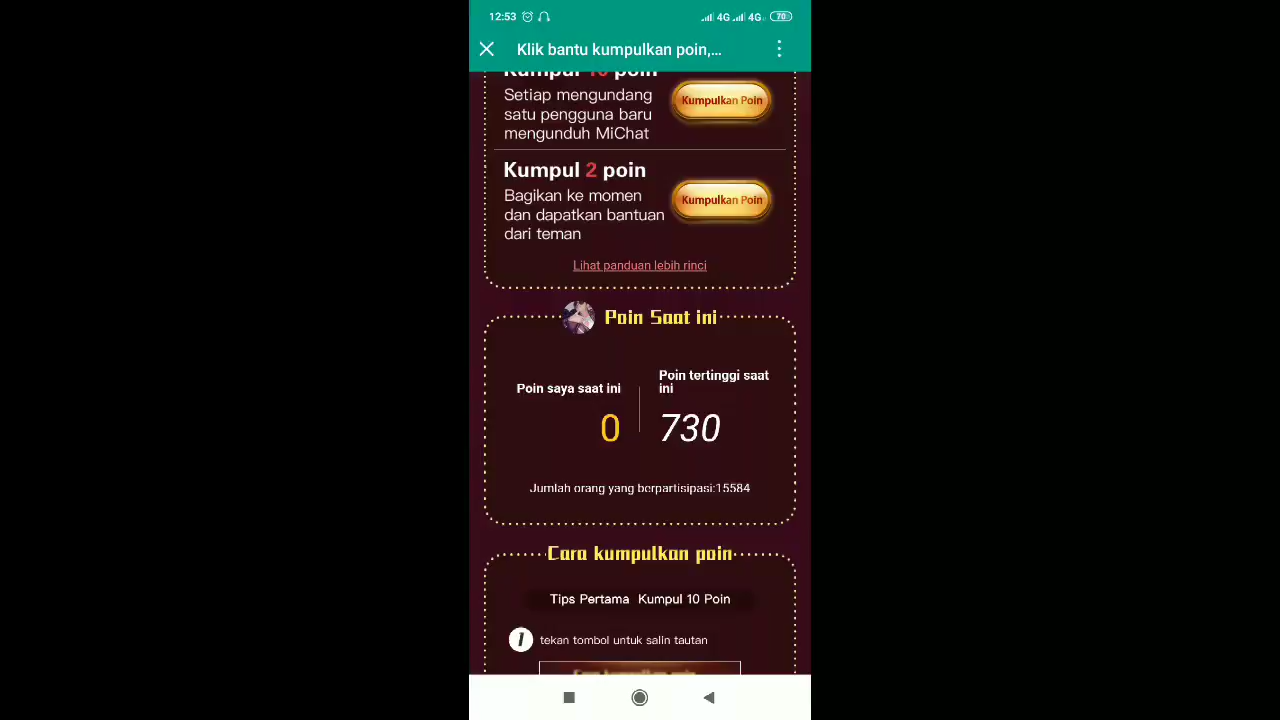 12:53
4G 4G 70
Klik bantu kumpulkan poin,...
Kumpul 10 poin
Setiap mengundang
satu pengguna baru
mengunduh MiChat
Kumpulkan Poin
Kumpul 2 poin
Bagikan ke momen
dan dapatkan bantuan
dari teman
Kumpulkan Poin
Lihat panduan lebih rinci
Poin Saat ini
Poin saya saat ini
0
Poin tertinggi saat
ini
730
Jumlah orang yang berpartisipasi:15584
Cara kumpulkan poin
Tips Pertama Kumpul 10 Poin
1 tekan tombol untuk salin tautan